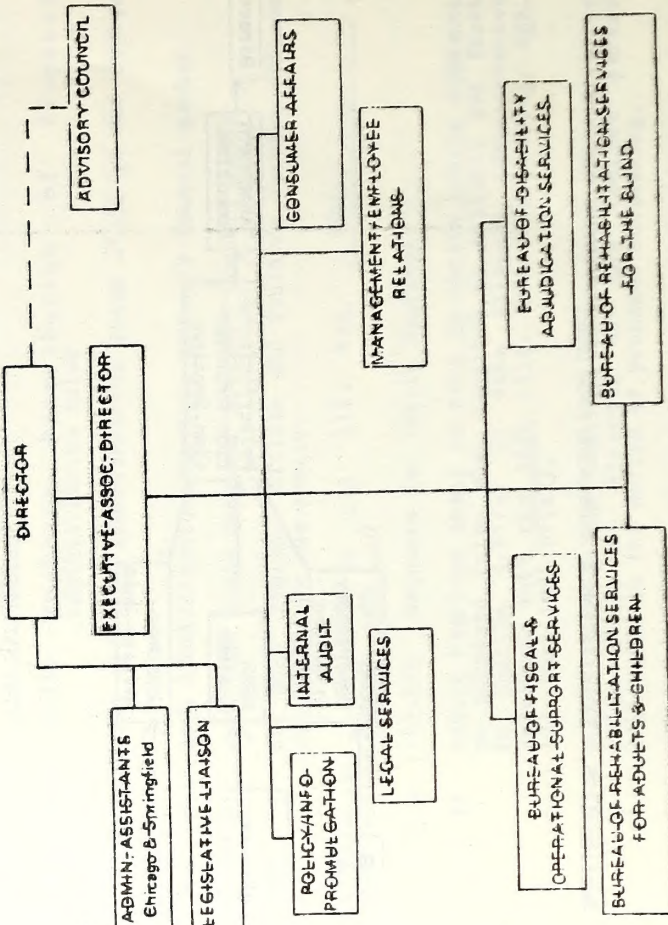 DIRECTOR
ADVISORY COUNCIL
EXECUTIVE ASSOC. DIRECTOR
ADMIN. ASSISTANTS
Chicago & Springfield
LEGISLATIVE LIAISON
POLICY/INFO
PROMULGATION
INTERNAL
AUDIT
LEGAL SERVICES
CONSUMER AFFAIRS
MANAGEMENT/EMPLOYEE
RELATIONS
BUREAU OF FISCAL &
OPERATIONAL SUPPORT SERVICES
BUREAU OF DISABILITY
ADJUDICATION SERVICES
BUREAU OF REHABILITATION SERVICES
FOR ADULTS & CHILDREN
BUREAU OF REHABILITATION SERVICES
FOR THE BLIND